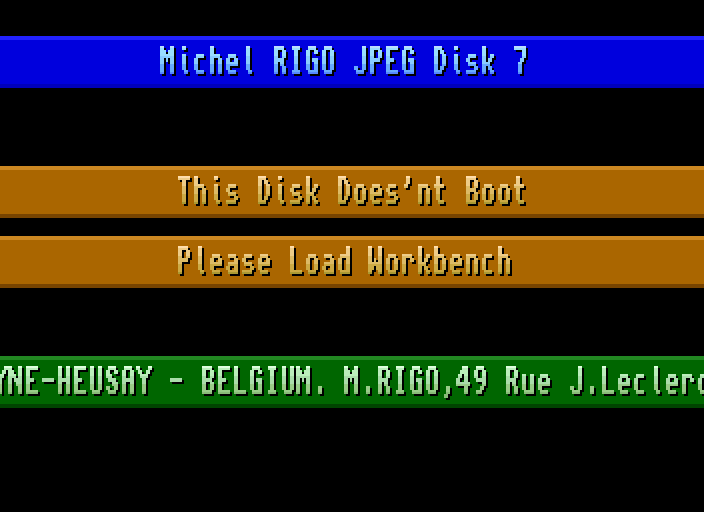 Michel RIGO JPEG Disk 7
This Disk Does'nt Boot
Please Load Workbench
YNE-HEUSAY - BELGIUM. M.RIGO,49 Rue J.Leclerc